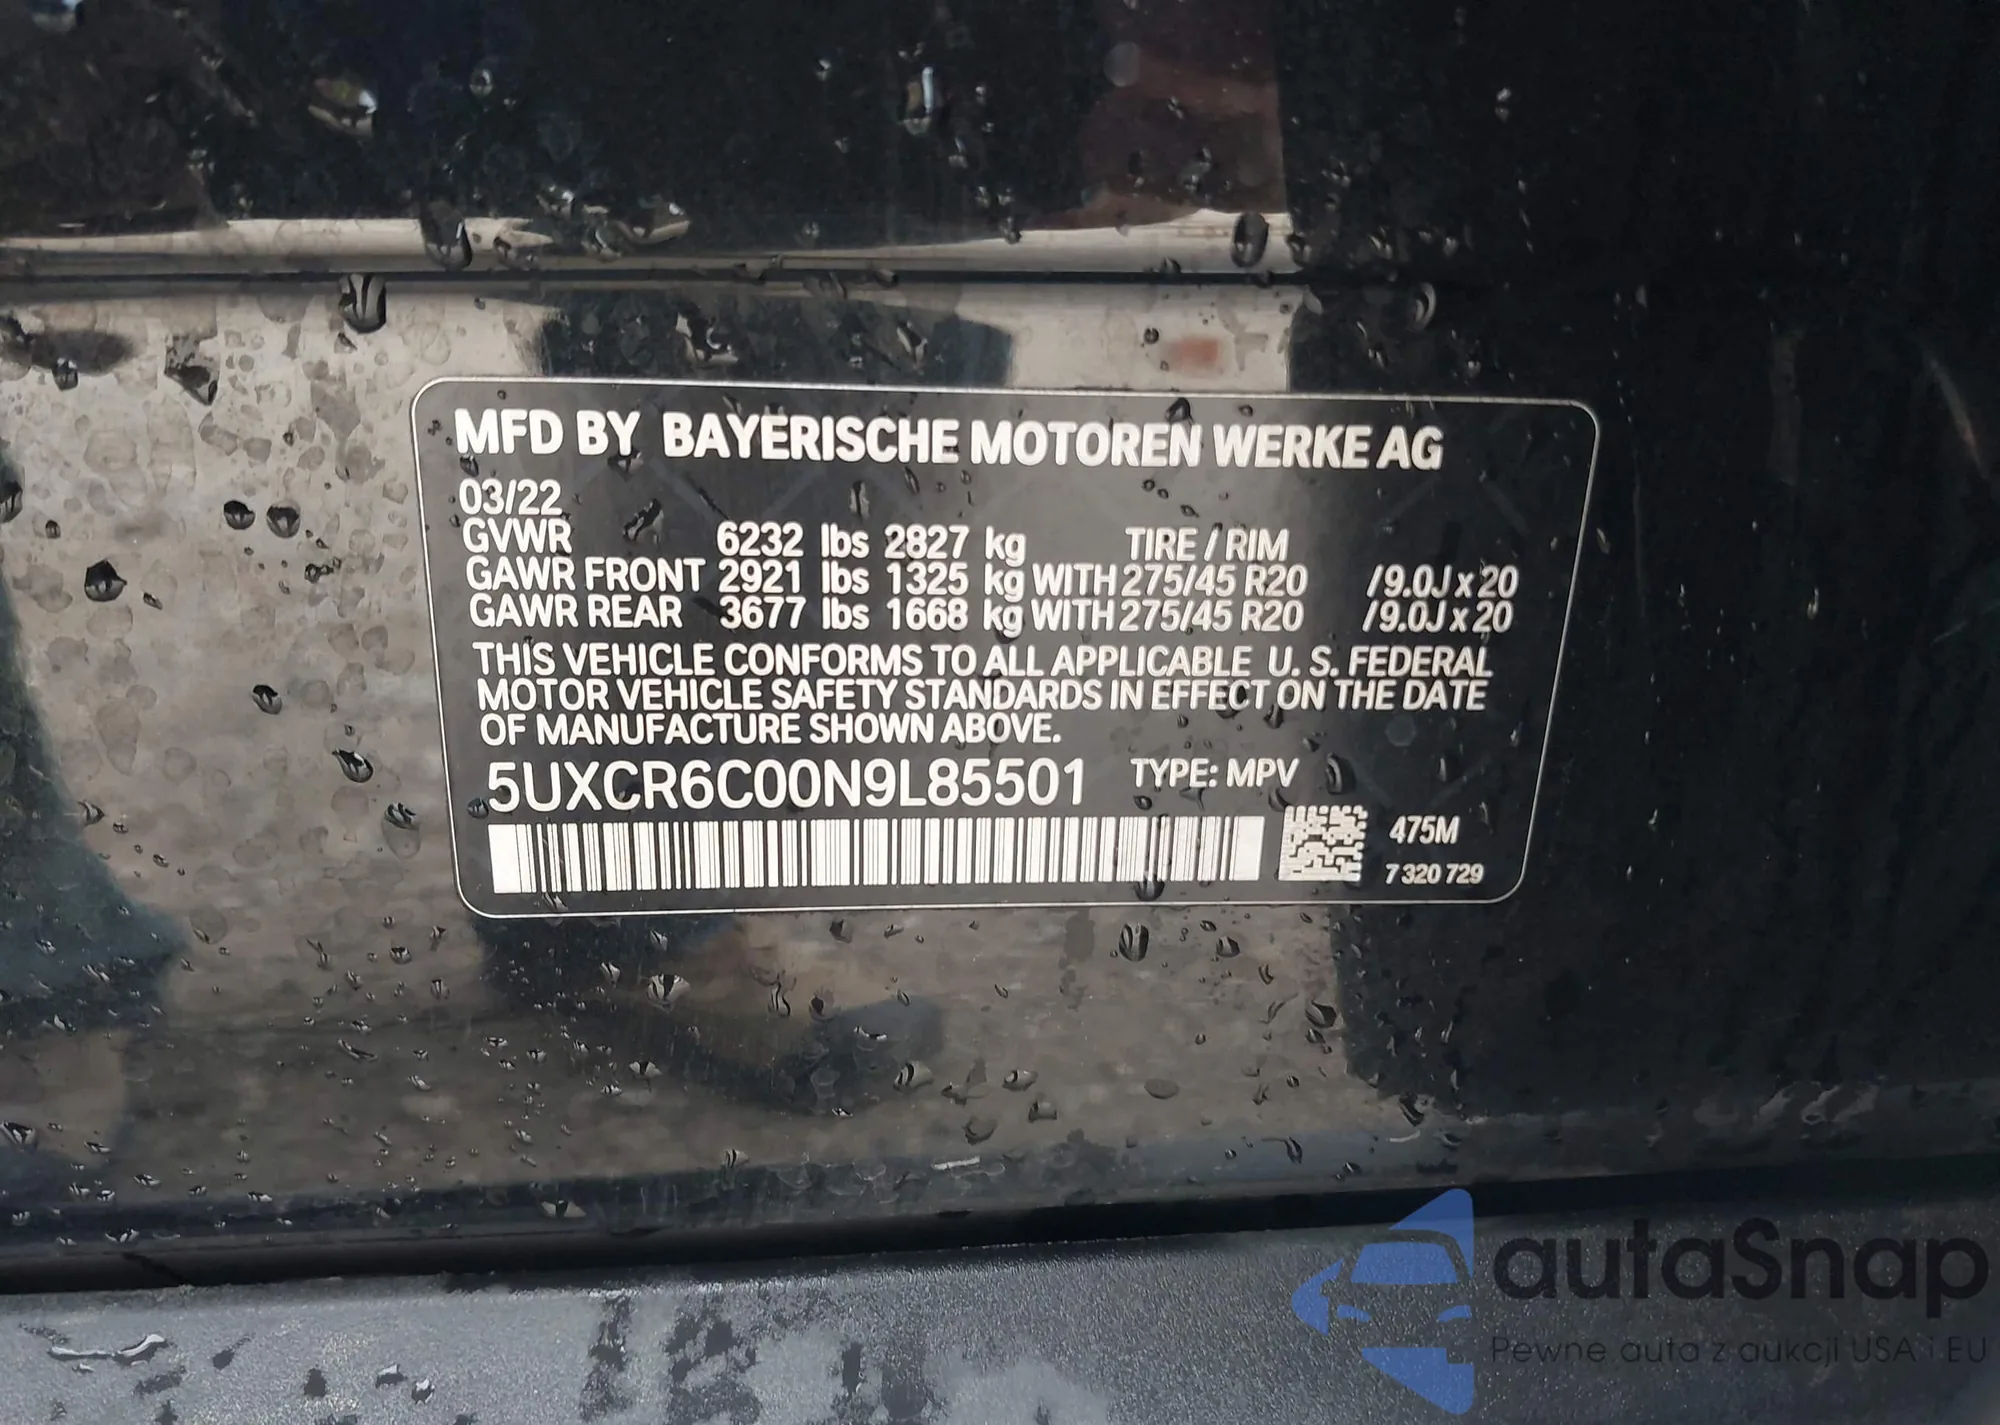 MFD BY BAYERISCHE MOTOREN WERKE AG
03/22
GVWR 6232 lbs 2827 kg TIRE / RIM
GAWR FRONT 2921 lbs 1325 kg WITH 275/45 R20 /9.0J x 20
GAWR REAR 3677 lbs 1668 kg WITH 275/45 R20 /9.0J x 20
THIS VEHICLE CONFORMS TO ALL APPLICABLE U. S. FEDERAL
MOTOR VEHICLE SAFETY STANDARDS IN EFFECT ON THE DATE
OF MANUFACTURE SHOWN ABOVE.
5UXCR6C00N9L85501 TYPE: MPV
475M
7 320 729
autaSnap
Pewne auta z aukcji USA i EU